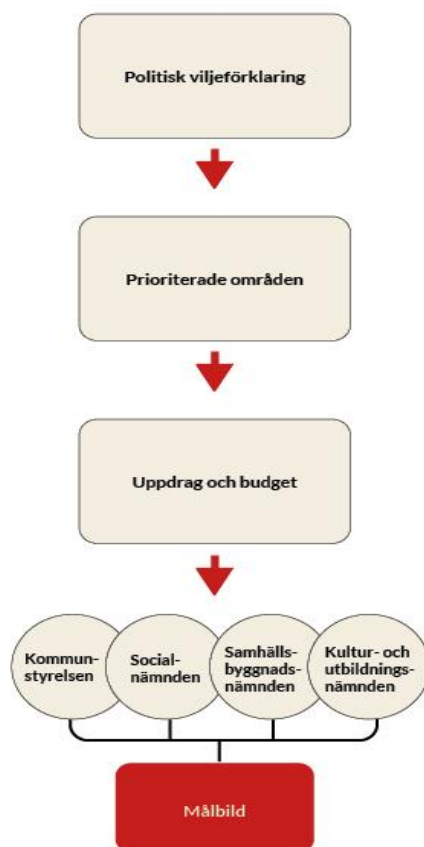 Politisk viljeförklaring
Prioriterade områden
Uppdrag och budget
Kommun-
styrelsen
Social-
nämnden
Samhälls-
byggnads-
nämnden
Kultur- och
utbildnings-
nämnden
Målbild